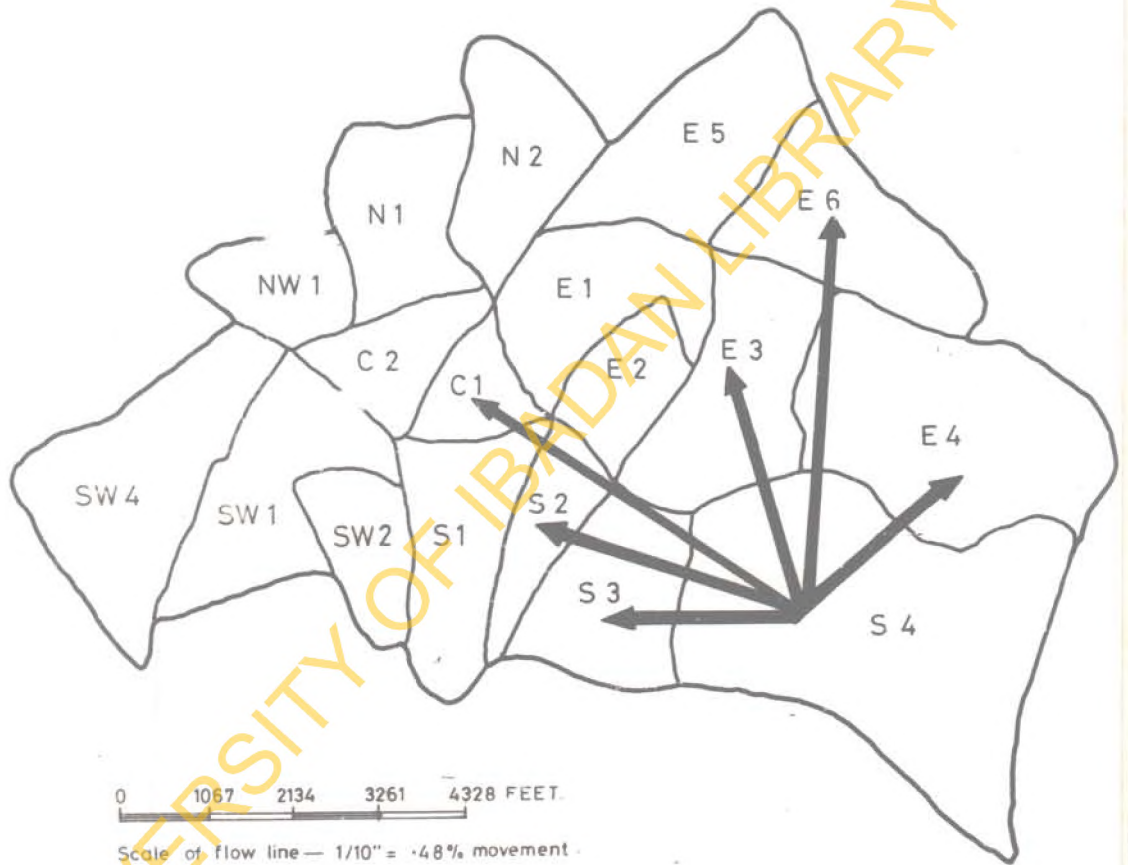 E 5
N 2
E 6
N 1
NW 1
E 1
C 2
E 3
E 2
C 1
E 4
SW 4
SW 1
SW2
S1
S 2
S 3
S 4
0 1067 2134 3261 4328 FEET.
Scale of flow line — 1/10" = ·48% movement
UNIVERSITY OF IBADAN LIBRARY